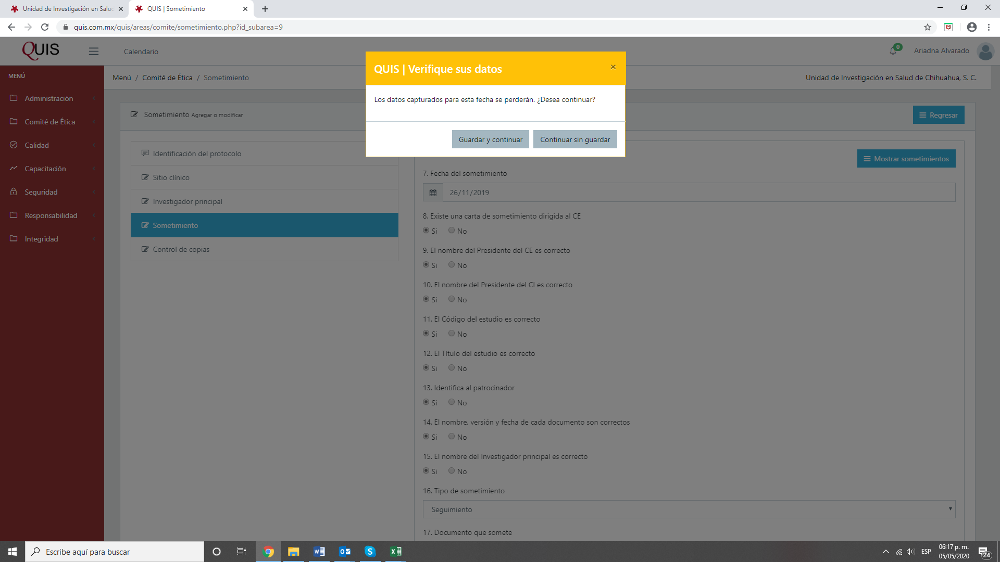 Unidad de Investigación en Salud
QUIS | Sometimiento
quis.com.mx/quis/areas/comite/sometimiento.php?id_subarea=9
QUIS
Calendario
0
Ariadna Alvarado
MENÚ
Administración
Comité de Ética
Calidad
Capacitación
Seguridad
Responsabilidad
Integridad
Menú / Comité de Ética / Sometimiento
Unidad de Investigación en Salud de Chihuahua, S. C.
Sometimiento Agregar o modificar
Regresar
QUIS | Verifique sus datos
×
Los datos capturados para esta fecha se perderán. ¿Desea continuar?
Guardar y continuar
Continuar sin guardar
Identificación del protocolo
Sitio clínico
Investigador principal
Sometimiento
Control de copias
Mostrar sometimientos
7. Fecha del sometimiento
26/11/2019
8. Existe una carta de sometimiento dirigida al CE
Si No
9. El nombre del Presidente del CE es correcto
Si No
10. El nombre del Presidente del CI es correcto
Si No
11. El Código del estudio es correcto
Si No
12. El Título del estudio es correcto
Si No
13. Identifica al patrocinador
Si No
14. El nombre, versión y fecha de cada documento son correctos
Si No
15. El nombre del Investigador principal es correcto
Si No
16. Tipo de sometimiento
Seguimiento
17. Documento que somete
Escribe aquí para buscar
ESP
06:17 p. m.
05/05/2020
24